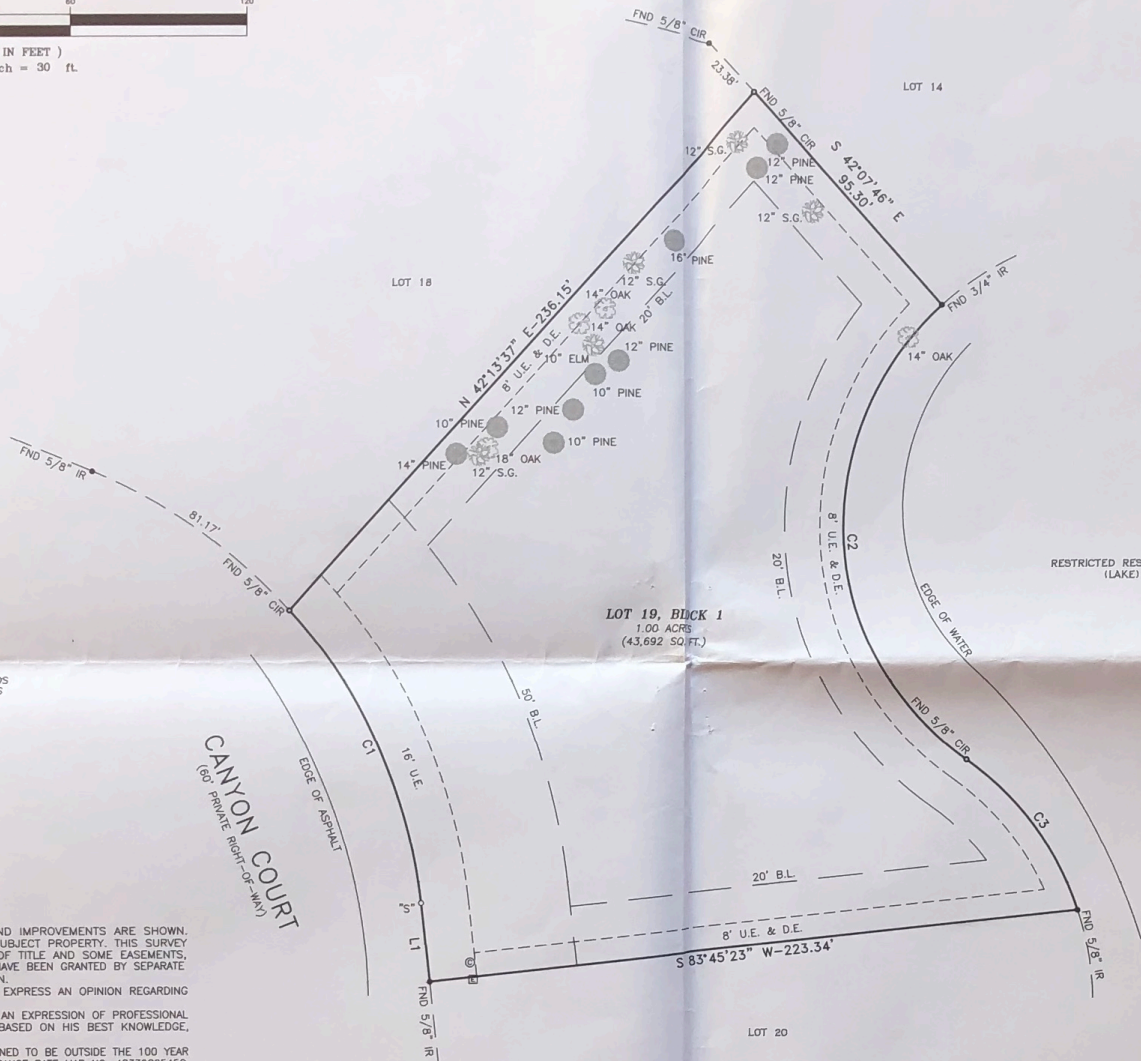 60
120
IN FEET )
ch = 30 ft.
FND 5/8" CIR
23.38'
FND 5/8" CIR
LOT 14
S 42°07'46" E
95.30'
12" S.G.
12" PINE
12" PINE
12" S.G.
16" PINE
FND 3/4" IR
LOT 18
12" S.G.
14" OAK
20' B.L.
N 42°13'37" E-236.15'
8' U.E. & D.E.
14" OAK
10" ELM
12" PINE
14" OAK
10" PINE
12" PINE
10" PINE
10" PINE
14" PINE
18" OAK
12" S.G.
FND 5/8" IR
81.17'
FND 5/8" CIR
C2
8' U.E. & D.E.
20' B.L.
RESTRICTED RES
(LAKE)
EDGE OF WATER
LOT 19, BLCK 1
1.00 ACRS
(43,692 SQ.FT.)
50' B.L.
FND 5/8" CIR
C1
16' U.E.
EDGE OF ASPHALT
CANYON COURT
(60' PRIVATE RIGHT-OF-WAY)
C3
20' B.L.
"S"
L1
8' U.E. & D.E.
S 83°45'23" W-223.34'
FND 5/8" IR
FND 5/8" IR
LOT 20
ND IMPROVEMENTS ARE SHOWN.
UBJECT PROPERTY. THIS SURVEY
OF TITLE AND SOME EASEMENTS,
HAVE BEEN GRANTED BY SEPARATE
N.
EXPRESS AN OPINION REGARDING
AN EXPRESSION OF PROFESSIONAL
BASED ON HIS BEST KNOWLEDGE,
NED TO BE OUTSIDE THE 100 YEAR